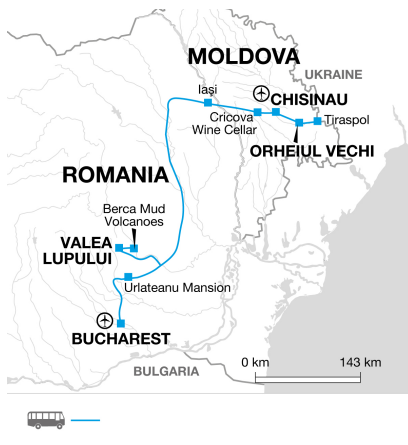 MOLDOVA
UKRAINE
Iași
CHISINAU
Cricova
Wine Cellar
Tiraspol
ORHEIUL VECHI
ROMANIA
Berca Mud
Volcanoes
VALEA
LUPULUI
Urlateanu Mansion
BUCHAREST
BULGARIA
0 km
143 km